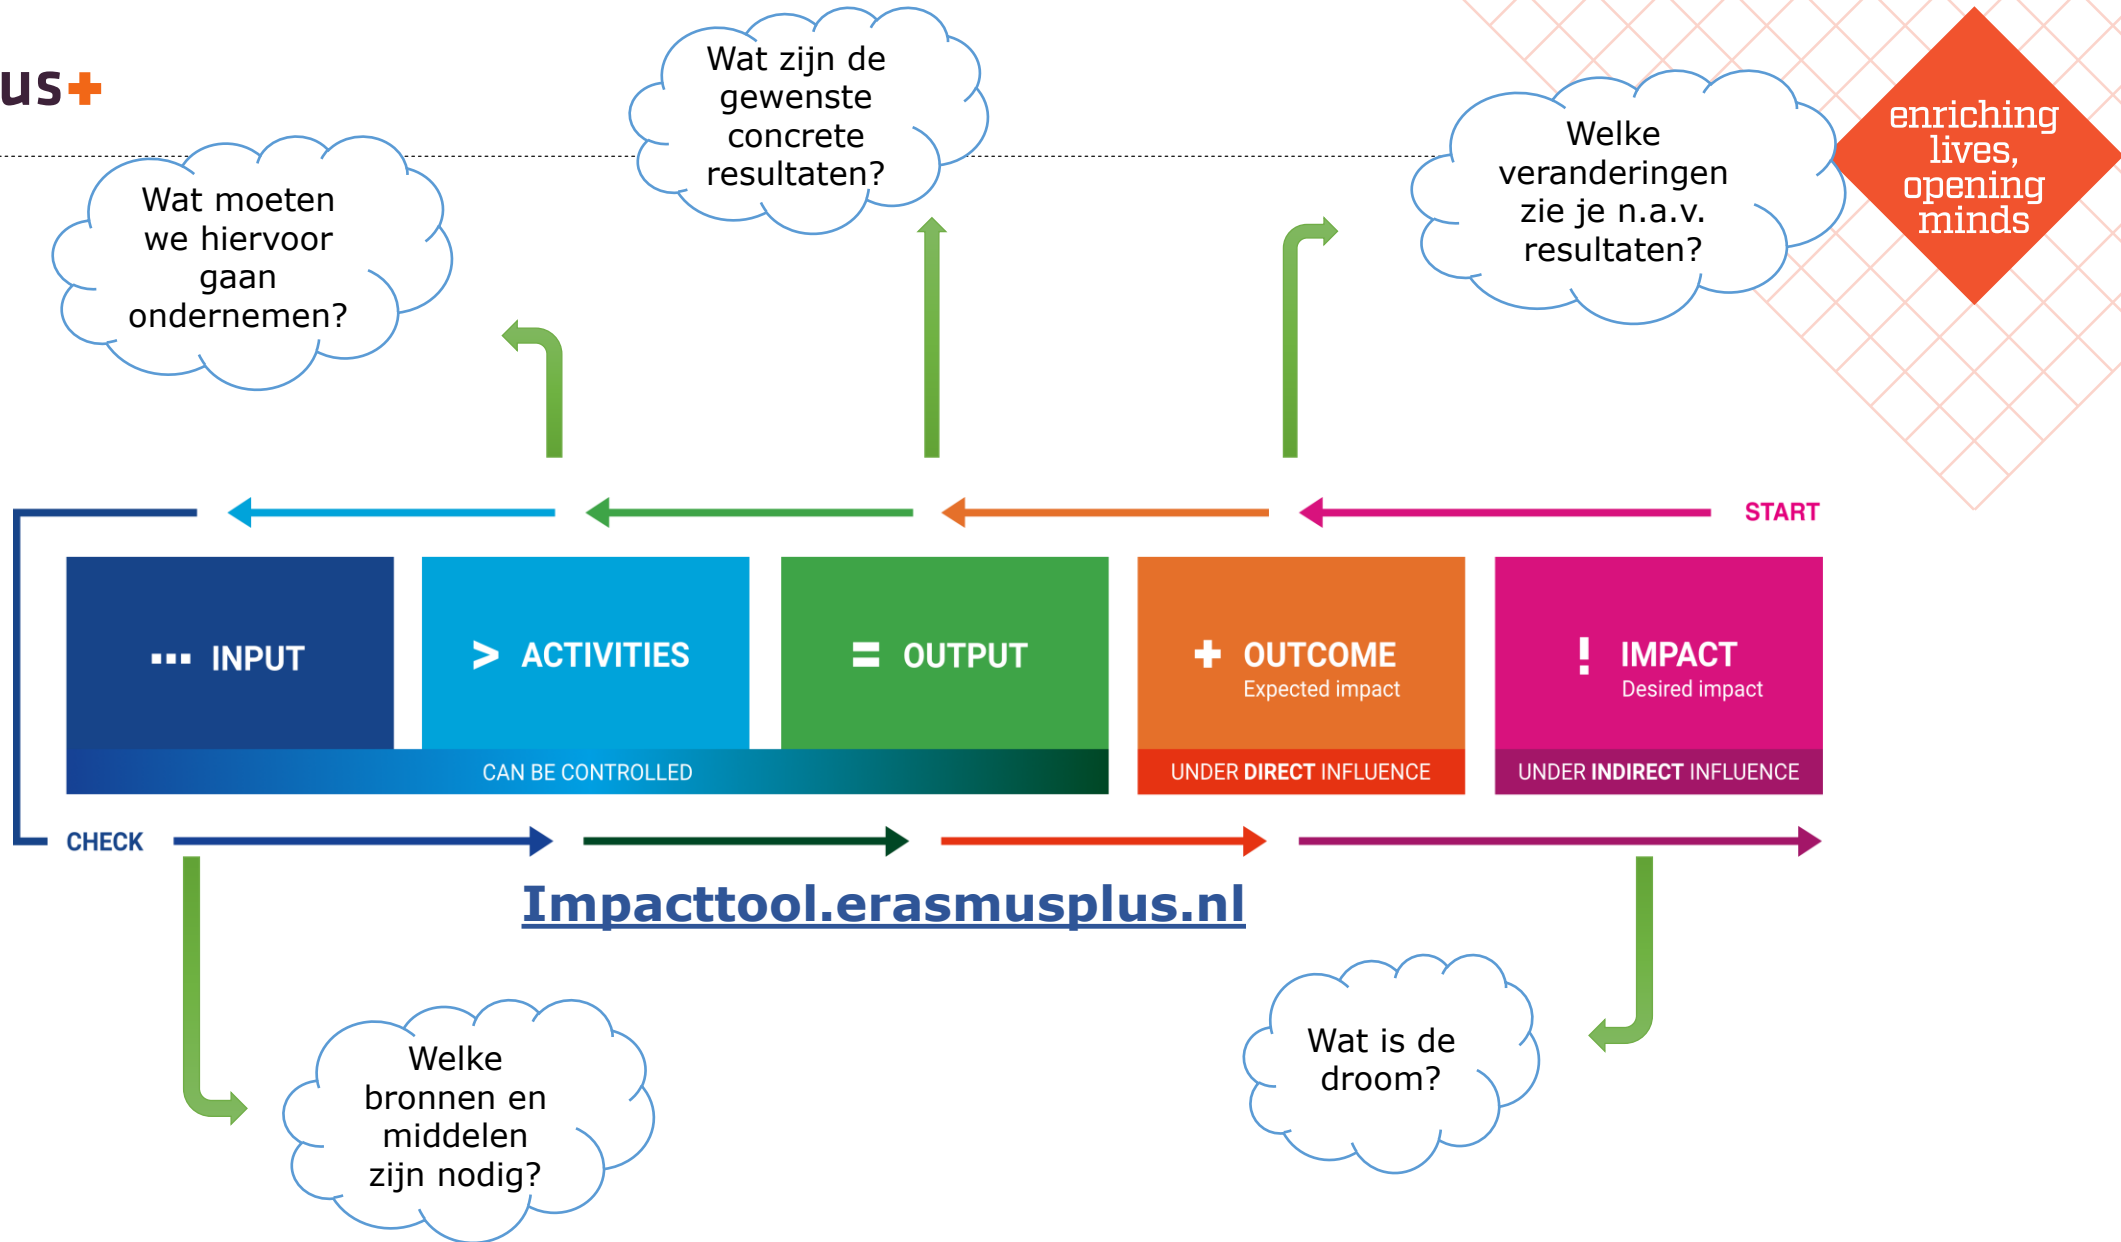 us+
enriching
lives,
opening
minds
Wat moeten
we hiervoor
gaan
ondernemen?
Wat zijn de
gewenste
concrete
resultaten?
Welke
veranderingen
zie je n.a.v.
resultaten?
START
INPUT
> ACTIVITIES
= OUTPUT
+ OUTCOME
Expected impact
! IMPACT
Desired impact
CAN BE CONTROLLED
UNDER DIRECT INFLUENCE
UNDER INDIRECT INFLUENCE
CHECK
Impacttool.erasmusplus.nl
Welke
bronnen en
middelen
zijn nodig?
Wat is de
droom?